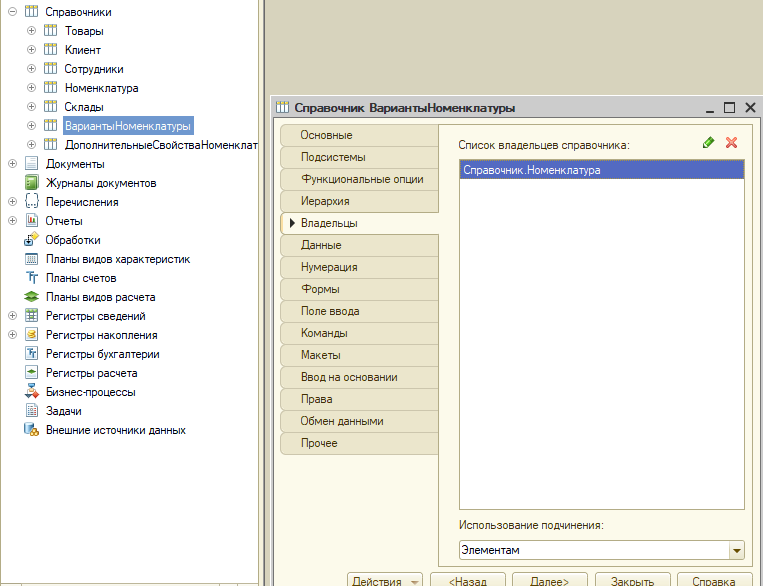 Справочники
Товары
Клиент
Сотрудники
Номенклатура
Склады
ВариантыНоменклатуры
ДополнительныеСвойстваНоменклат
Документы
Журналы документов
Перечисления
Отчеты
Обработки
Планы видов характеристик
Планы счетов
Планы видов расчета
Регистры сведений
Регистры накопления
Регистры бухгалтерии
Регистры расчета
Бизнес-процессы
Задачи
Внешние источники данных
Справочник ВариантыНоменклатуры
Основные
Подсистемы
Функциональные опции
Иерархия
Владельцы
Данные
Нумерация
Формы
Поле ввода
Команды
Макеты
Ввод на основании
Права
Обмен данными
Прочее
Список владельцев справочника:
Справочник.Номенклатура
Использование подчинения:
Элементам
Действия
<Назад
Далее>
Закрыть
Справка